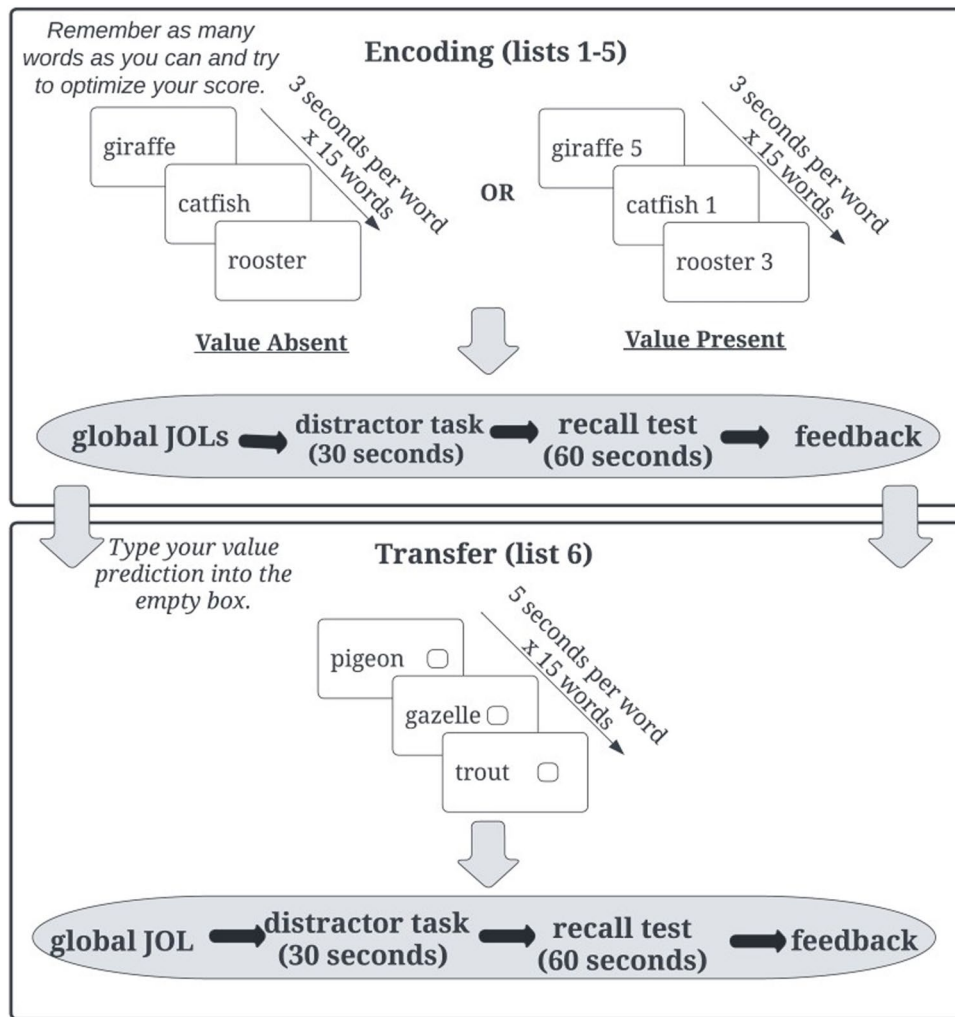 Remember as many
words as you can and try
to optimize your score.
Encoding (lists 1-5)
giraffe
catfish
rooster
3 seconds per word
x 15 words
Value Absent
OR
giraffe 5
catfish 1
rooster 3
3 seconds per word
x 15 words
Value Present
global JOLs
distractor task
(30 seconds)
recall test
(60 seconds)
feedback
Type your value
prediction into the
empty box.
Transfer (list 6)
pigeon
gazelle
trout
5 seconds per word
x 15 words
global JOL
distractor task
(30 seconds)
recall test
(60 seconds)
feedback